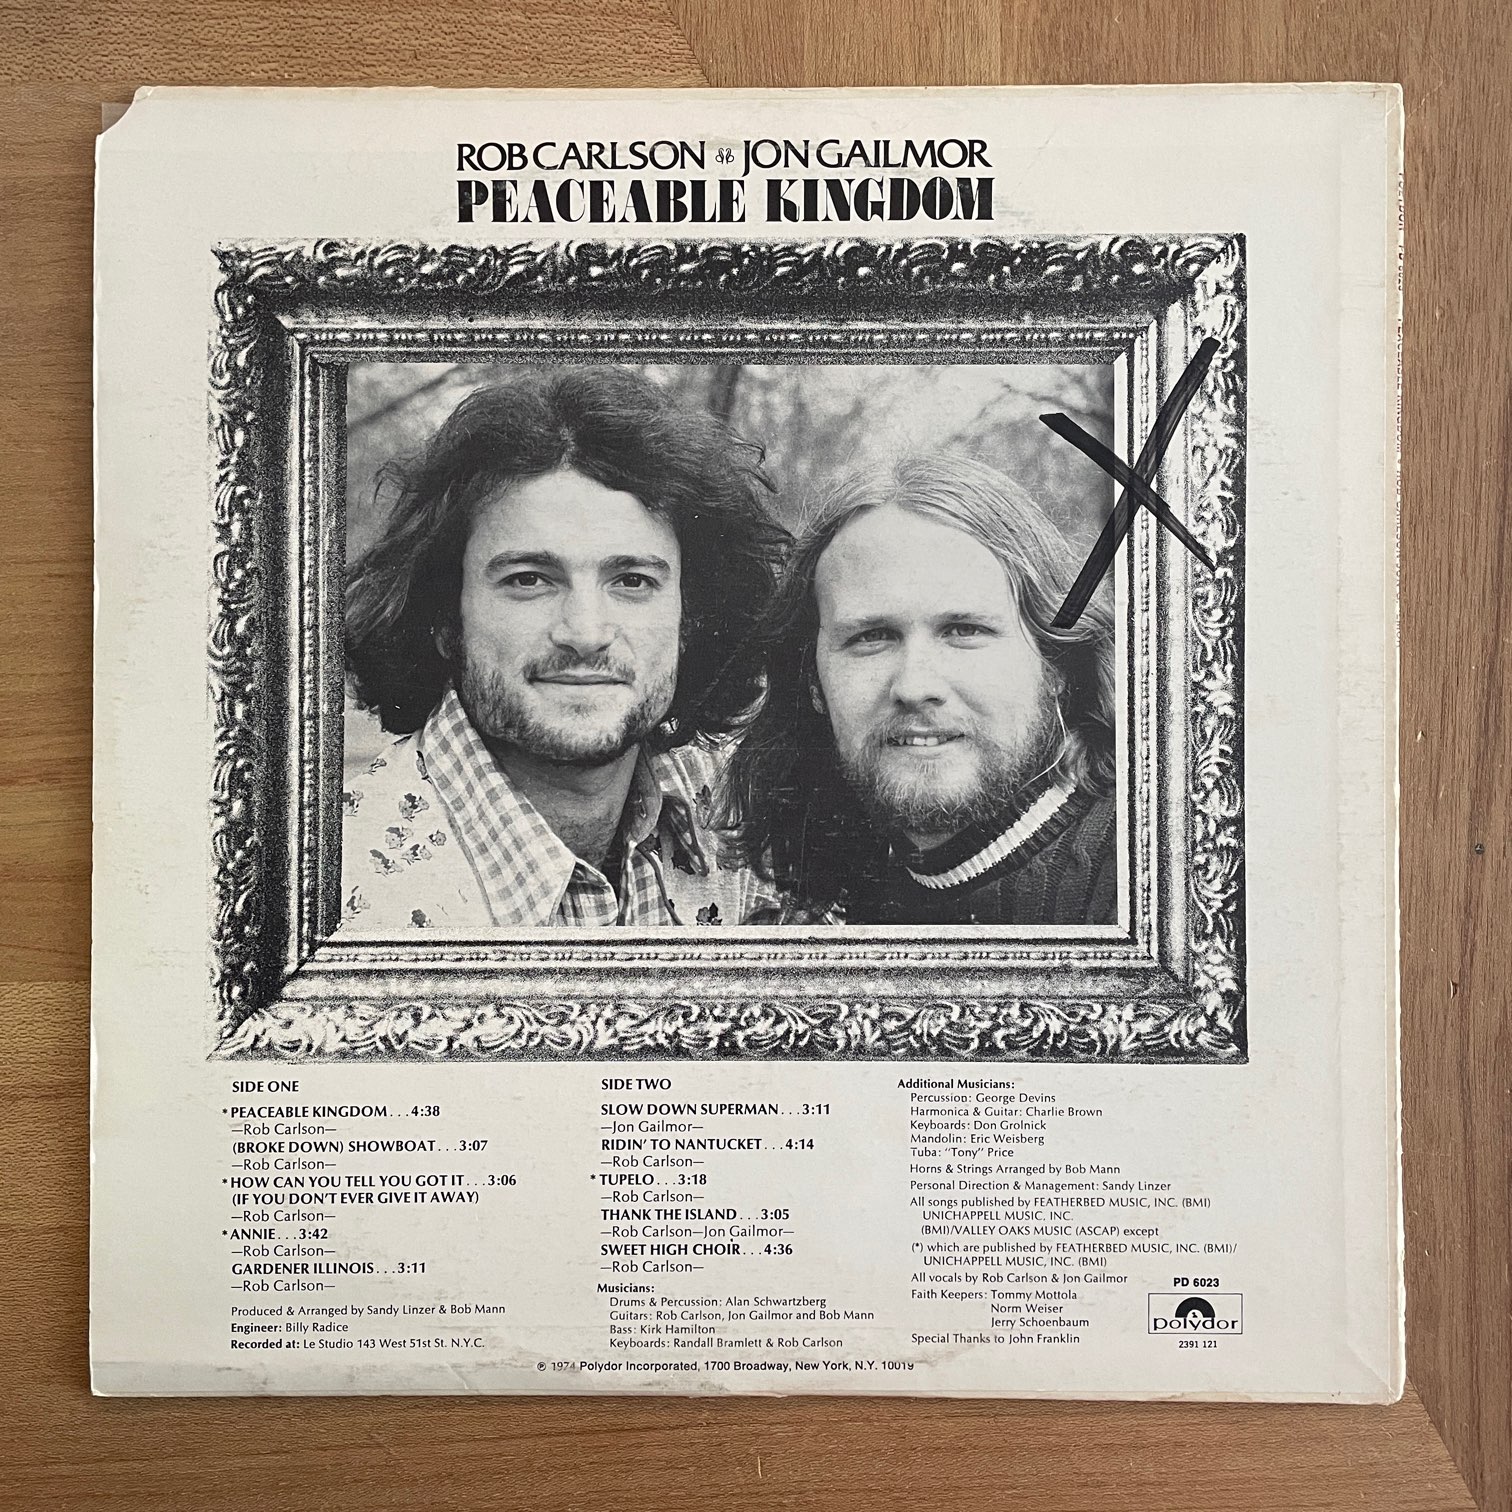 ROB CARLSON & JON GAILMOR
PEACEABLE KINGDOM
SIDE ONE
*PEACEABLE KINGDOM...4:38
—Rob Carlson—
(BROKE DOWN) SHOWBOAT...3:07
—Rob Carlson—
*HOW CAN YOU TELL YOU GOT IT...3:06
(IF YOU DON'T EVER GIVE IT AWAY)
—Rob Carlson—
*ANNIE...3:42
—Rob Carlson—
GARDENER ILLINOIS...3:11
—Rob Carlson—
Produced & Arranged by Sandy Linzer & Bob Mann
Engineer: Billy Radice
Recorded at: Le Studio 143 West 51st St. N.Y.C.
SIDE TWO
SLOW DOWN SUPERMAN...3:11
—Jon Gailmor—
RIDIN' TO NANTUCKET...4:14
—Rob Carlson—
*TUPELO...3:18
—Rob Carlson—
THANK THE ISLAND...3:05
—Rob Carlson—Jon Gailmor—
SWEET HIGH CHOIR...4:36
—Rob Carlson—
Musicians:
Drums & Percussion: Alan Schwartzberg
Guitars: Rob Carlson, Jon Gailmor and Bob Mann
Bass: Kirk Hamilton
Keyboards: Randall Bramlett & Rob Carlson
Additional Musicians:
Percussion: George Devins
Harmonica & Guitar: Charlie Brown
Keyboards: Don Grolnick
Mandolin: Eric Weisberg
Tuba: "Tony" Price
Horns & Strings Arranged by Bob Mann
Personal Direction & Management: Sandy Linzer
All songs published by FEATHERBED MUSIC, INC. (BMI)
UNICHAPPELL MUSIC, INC.
(BMI)/VALLEY OAKS MUSIC (ASCAP) except
(*) which are published by FEATHERBED MUSIC, INC. (BMI)/
UNICHAPPELL MUSIC, INC. (BMI)
All vocals by Rob Carlson & Jon Gailmor
Faith Keepers: Tommy Mottola
Norm Weiser
Jerry Schoenbaum
Special Thanks to John Franklin
PD 6023
polydor
2391 121
℗ 1974 Polydor Incorporated, 1700 Broadway, New York, N.Y. 10019